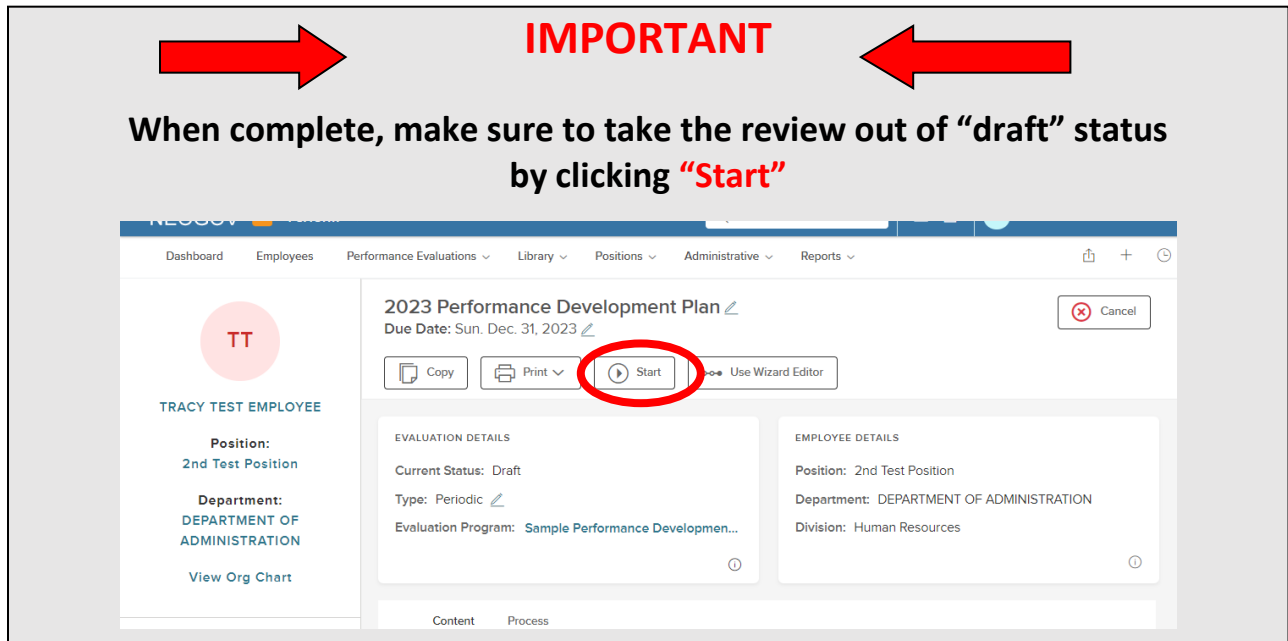 IMPORTANT
When complete, make sure to take the review out of “draft” status
by clicking “Start”
Dashboard Employees Performance Evaluations Library Positions Administrative Reports
2023 Performance Development Plan
Cancel
Due Date: Sun. Dec. 31, 2023
TT
Copy Print Start Use Wizard Editor
TRACY TEST EMPLOYEE
Position:
2nd Test Position
Department:
DEPARTMENT OF
ADMINISTRATION
View Org Chart
EVALUATION DETAILS
Current Status: Draft
Type: Periodic
Evaluation Program: Sample Performance Developmen...
EMPLOYEE DETAILS
Position: 2nd Test Position
Department: DEPARTMENT OF ADMINISTRATION
Division: Human Resources
Content Process